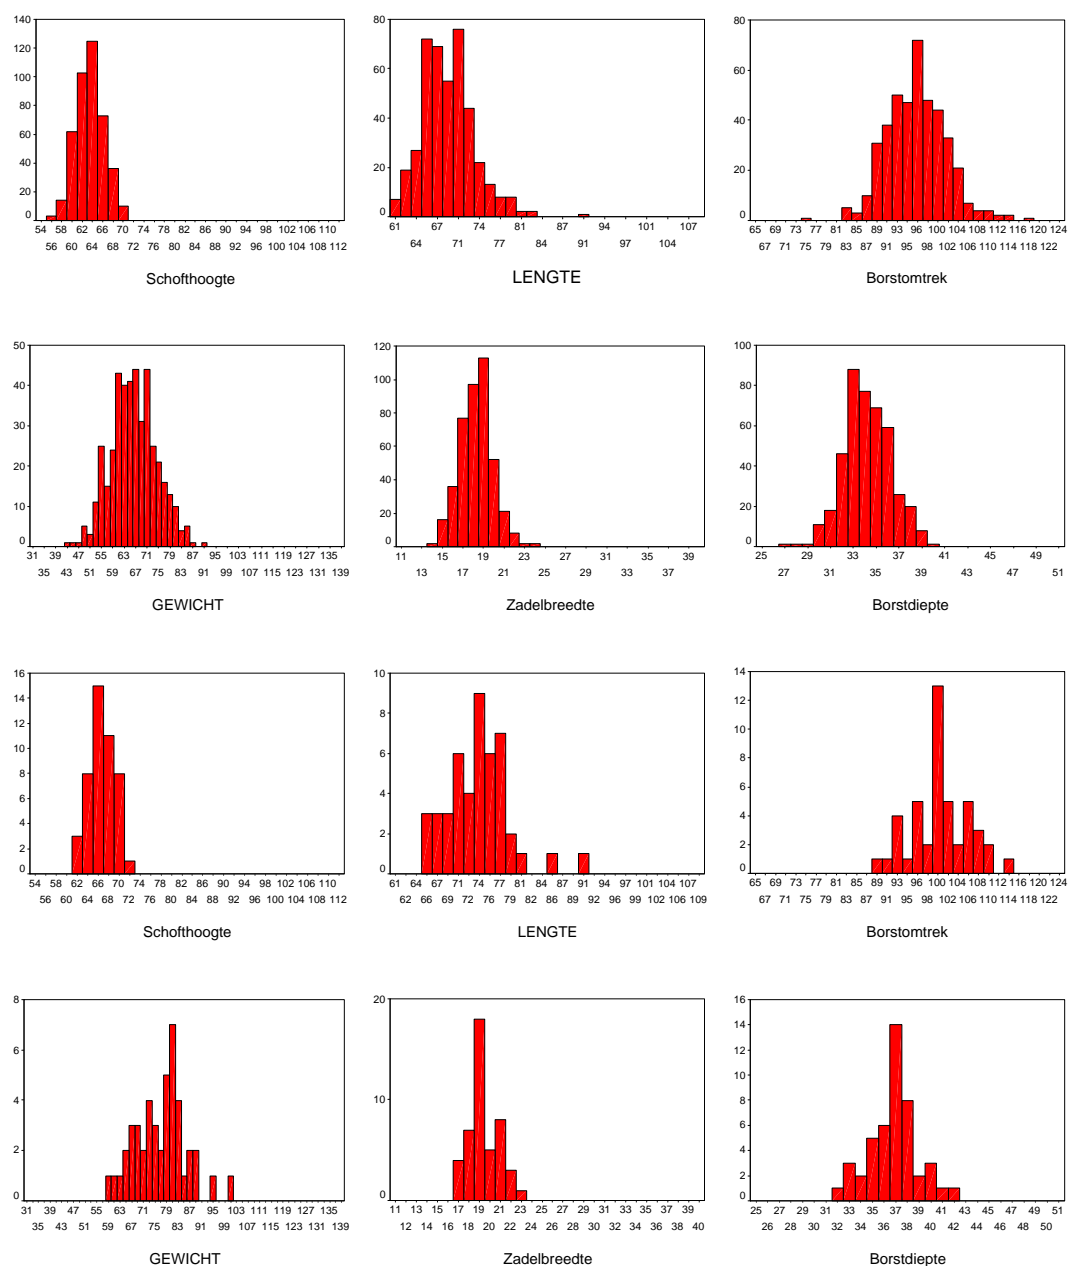 140
120
100
80
60
40
20
0
54 58 62 66 70 74 78 82 86 90 94 98 102 106 110
56 60 64 68 72 76 80 84 88 92 96 100 104 108 112
Schofthoogte
80
60
40
20
0
61 67 74 81 87 94 101 107
64 71 77 84 91 97 104
LENGTE
80
60
40
20
0
65 69 73 77 81 85 89 93 96 100 104 108 112 116 120 124
67 71 75 79 83 87 91 95 98 102 106 110 114 118 122
Borstomtrek
50
40
30
20
10
0
31 39 47 55 63 71 79 87 95 103 111 119 127 135
35 43 51 59 67 75 83 91 99 107 115 123 131 139
GEWICHT
120
100
80
60
40
20
0
11 15 19 23 27 31 35 39
13 17 21 25 29 33 37
Zadelbreedte
100
80
60
40
20
0
25 29 33 37 41 45 49
27 31 35 39 43 47 51
Borstdiepte
16
14
12
10
8
6
4
2
0
54 58 62 66 70 74 78 82 86 90 94 98 102 106 110
56 60 64 68 72 76 80 84 88 92 96 100 104 108 112
Schofthoogte
10
8
6
4
2
0
61 64 67 71 74 77 81 84 87 91 94 97 101 104 107
62 66 69 72 76 79 82 86 89 92 96 99 102 106 109
LENGTE
14
12
10
8
6
4
2
0
65 69 73 77 81 85 89 93 96 100 104 108 112 116 120 124
67 71 75 79 83 87 91 95 98 102 106 110 114 118 122
Borstomtrek
8
6
4
2
0
31 39 47 55 63 71 79 87 95 103 111 119 127 135
35 43 51 59 67 75 83 91 99 107 115 123 131 139
GEWICHT
20
10
0
11 13 15 17 19 21 23 25 27 29 31 33 35 37 39
12 14 16 18 20 22 24 26 28 30 32 34 36 38 40
Zadelbreedte
16
14
12
10
8
6
4
2
0
25 27 29 31 33 35 37 39 41 43 45 47 49 51
26 28 30 32 34 36 38 40 42 44 46 48 50
Borstdiepte